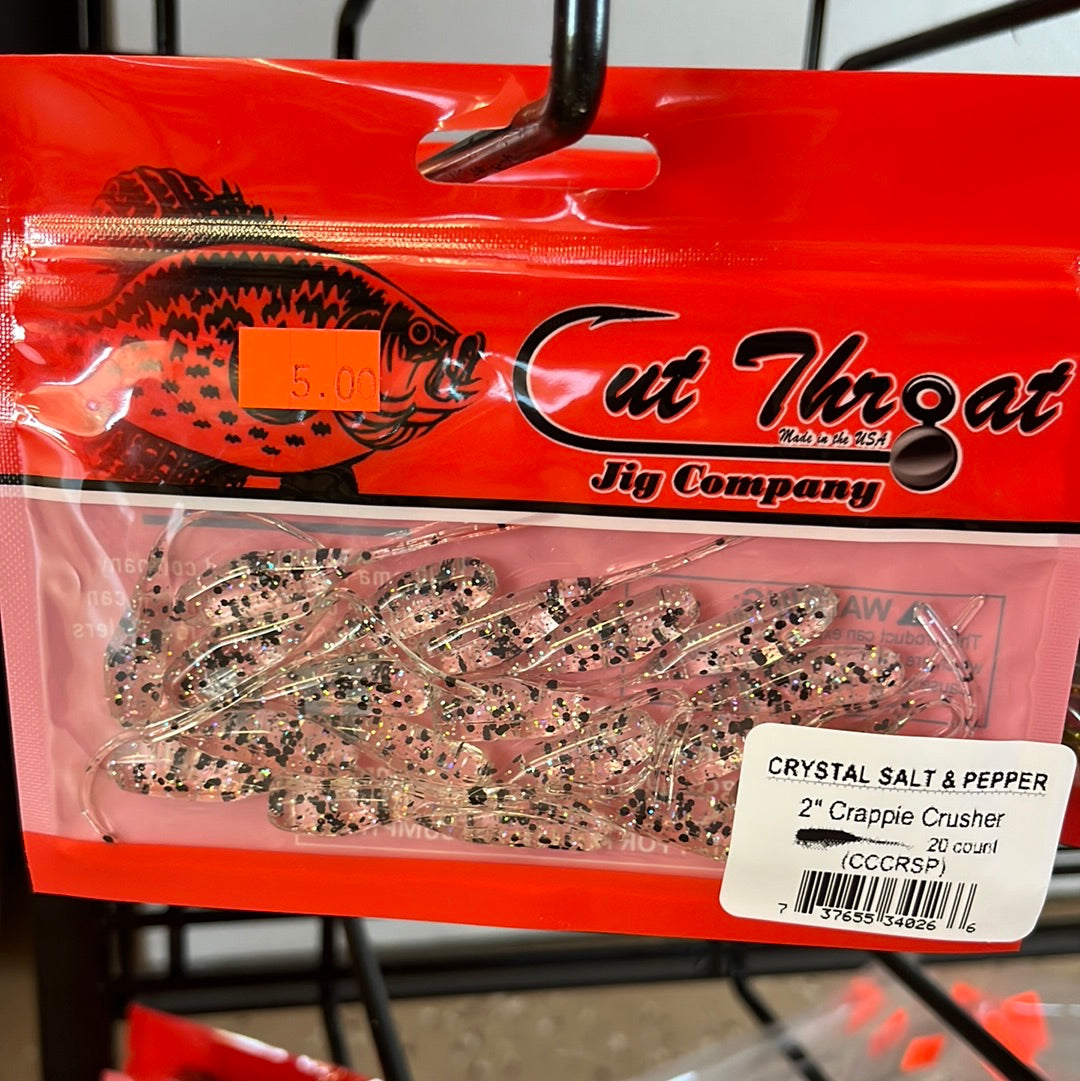 5.00
Cut Throat
Made in the USA
Jig Company
WARNING:
CRYSTAL SALT & PEPPER
2" Crappie Crusher
20 count
(CCCRSP)
7 37655 34026 6